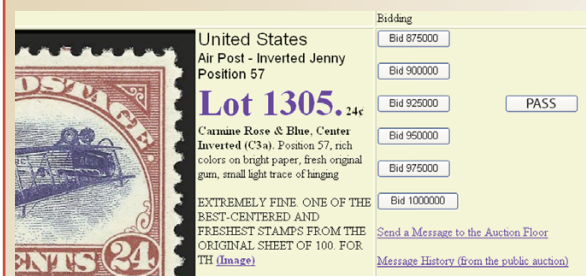 OSTAGE
ENTS 24
United States
Air Post - Inverted Jenny
Position 57
Lot 1305. 24¢
Carmine Rose & Blue, Center
Inverted (C3a). Position 57, rich
colors on bright paper, fresh original
gum, small light trace of hinging
EXTREMELY FINE. ONE OF THE
BEST-CENTERED AND
FRESHEST STAMPS FROM THE
ORIGINAL SHEET OF 100. FOR
TH (Image)
Bidding
Bid 875000
Bid 900000
Bid 925000
PASS
Bid 950000
Bid 975000
Bid 1000000
Send a Message to the Auction Floor
Message History (from the public auction)